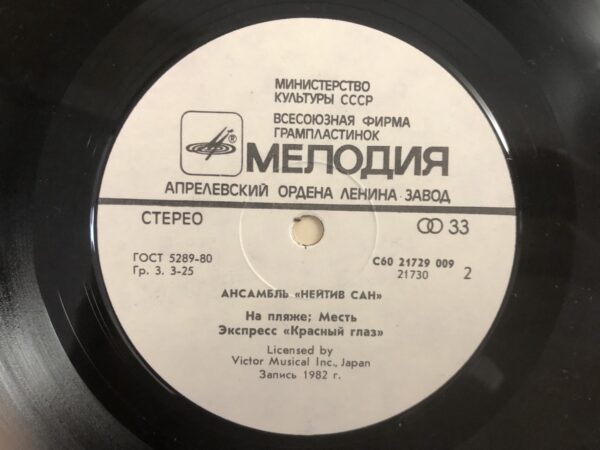 МИНИСТЕРСТВО
КУЛЬТУРЫ СССР
ВСЕСОЮЗНАЯ ФИРМА
ГРАМПЛАСТИНОК
®
МЕЛОДИЯ
АПРЕЛЕВСКИЙ ОРДЕНА ЛЕНИНА ЗАВОД
СТЕРЕО
33
ГОСТ 5289-80
Гр. 3. 3-25
С60 21729 009
21730
2
АНСАМБЛЬ «НЕЙТИВ САН»
На пляже; Месть
Экспресс «Красный глаз»
Licensed by
Victor Musical Inc., Japan
Запись 1982 г.